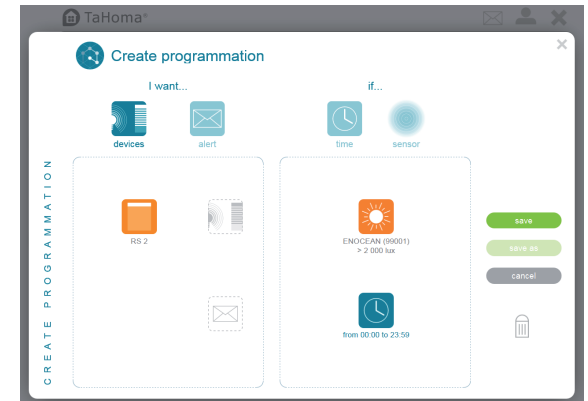 TaHoma®
Create programmation
I want...
if...
devices
alert
time
sensor
CREATE PROGRAMMATION
RS 2
ENOCEAN (99001)
> 2 000 lux
from 00:00 to 23:59
save
save as
cancel